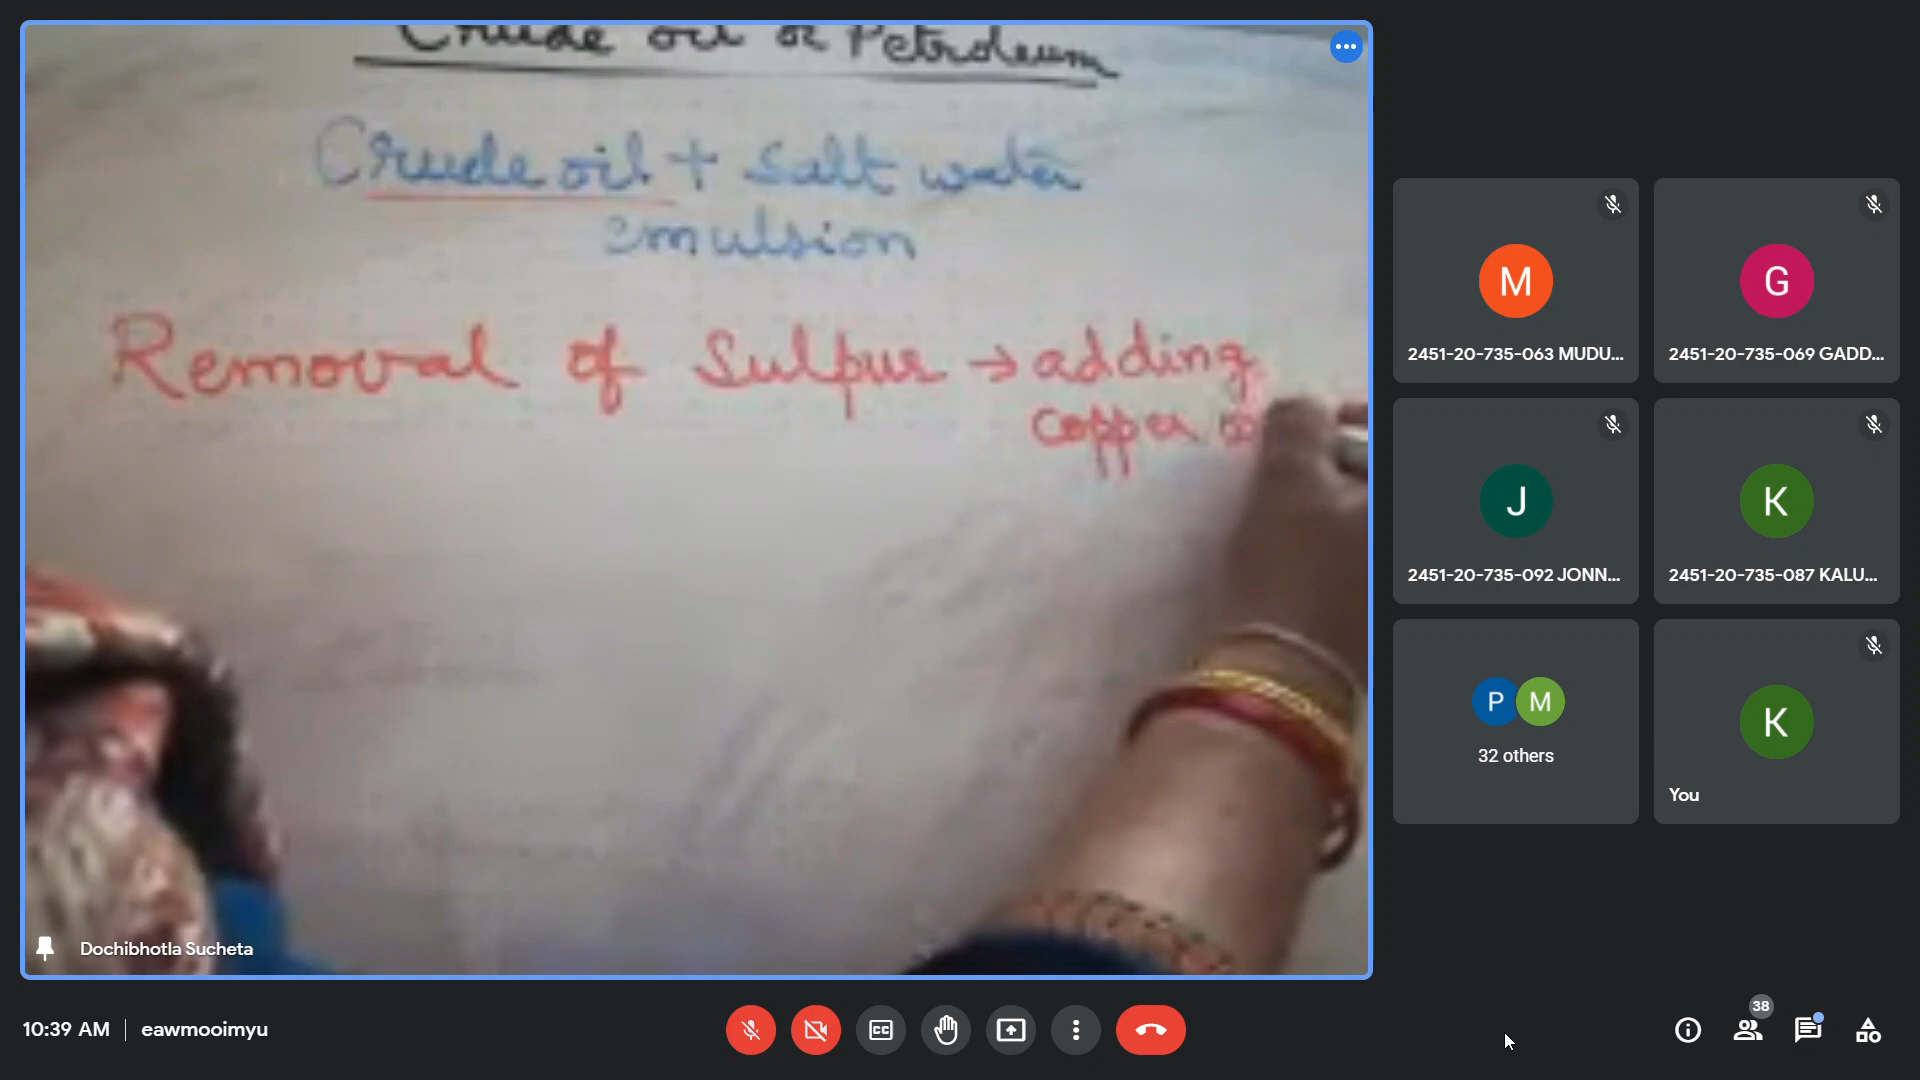 Crude oil or Petroleum
Crude oil + Salt water
emulsion
Removal of Sulpur → adding
copper
Dochibhotla Sucheta
M
G
2451-20-735-063 MUDU...
2451-20-735-069 GADD...
J
K
2451-20-735-092 JONN...
2451-20-735-087 KALU...
P M
32 others
K
You
10:39 AM | eawmooimyu
CC
38